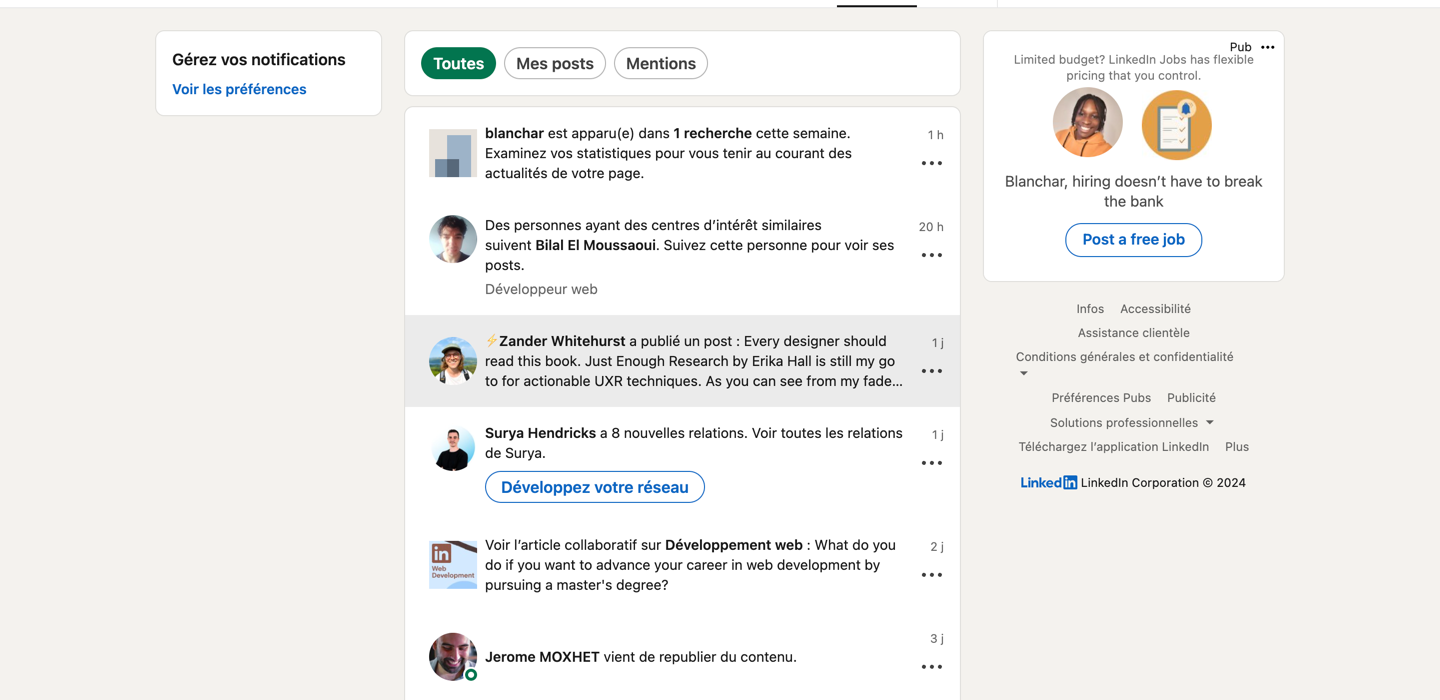 Gérez vos notifications
Voir les préférences
Toutes
Mes posts
Mentions
blanchar est apparu(e) dans 1 recherche cette semaine.
Examinez vos statistiques pour vous tenir au courant des
actualités de votre page.
1 h
Des personnes ayant des centres d’intérêt similaires
suivent Bilal El Moussaoui. Suivez cette personne pour voir ses
posts.
Développeur web
20 h
⚡Zander Whitehurst a publié un post : Every designer should
read this book. Just Enough Research by Erika Hall is still my go
to for actionable UXR techniques. As you can see from my fade...
1 j
Surya Hendricks a 8 nouvelles relations. Voir toutes les relations
de Surya.
1 j
Développez votre réseau
in
Web
Development
Voir l’article collaboratif sur Développement web : What do you
do if you want to advance your career in web development by
pursuing a master's degree?
2 j
Jerome MOXHET vient de republier du contenu.
3 j
Pub
Limited budget? LinkedIn Jobs has flexible
pricing that you control.
Blanchar, hiring doesn’t have to break
the bank
Post a free job
Infos Accessibilité
Assistance clientèle
Conditions générales et confidentialité
Préférences Pubs Publicité
Solutions professionnelles
Téléchargez l’application LinkedIn Plus
LinkedIn LinkedIn Corporation © 2024